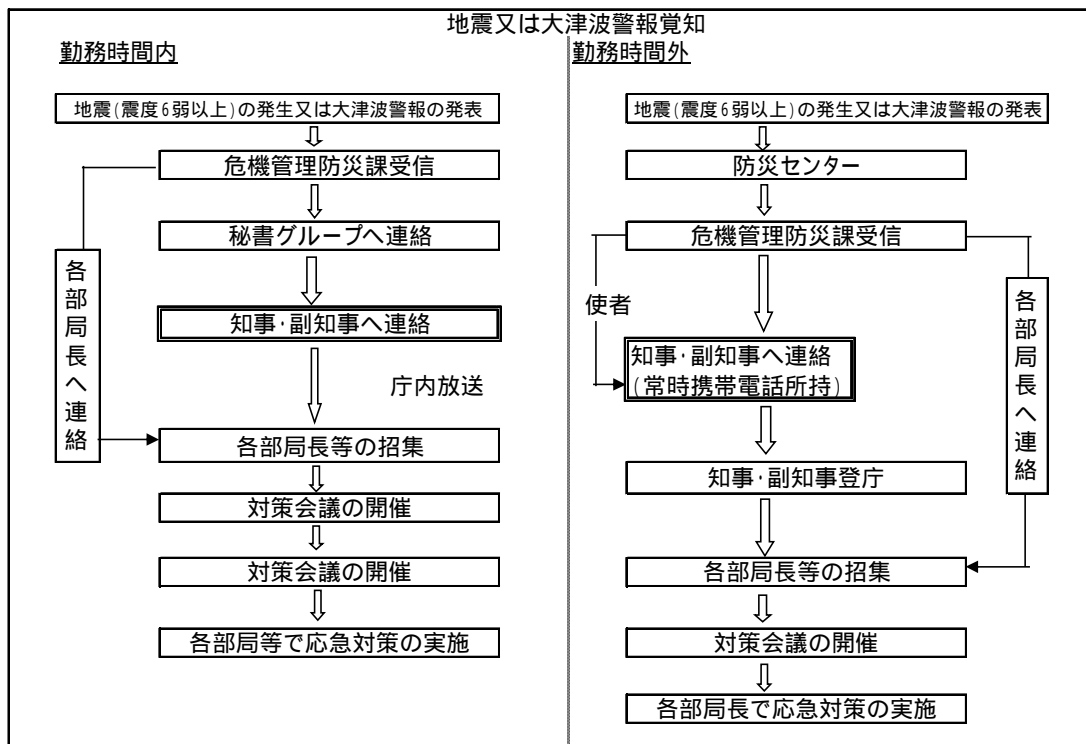 地震又は大津波警報覚知
勤務時間内
地震(震度6弱以上)の発生又は大津波警報の発表
危機管理防災課受信
秘書グループへ連絡
各部局長へ連絡
知事・副知事へ連絡
庁内放送
各部局長等の招集
対策会議の開催
対策会議の開催
各部局等で応急対策の実施
勤務時間外
地震(震度6弱以上)の発生又は大津波警報の発表
防災センター
危機管理防災課受信
使者
各部局長へ連絡
知事・副知事へ連絡
(常時携帯電話所持)
知事・副知事登庁
各部局長等の招集
対策会議の開催
各部局長で応急対策の実施